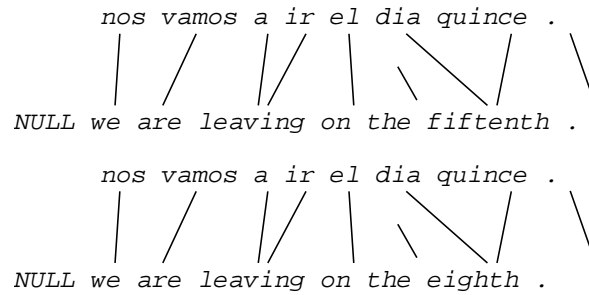 nos vamos a ir el dia quince .
NULL we are leaving on the fiftenth .
nos vamos a ir el dia quince .
NULL we are leaving on the eighth .